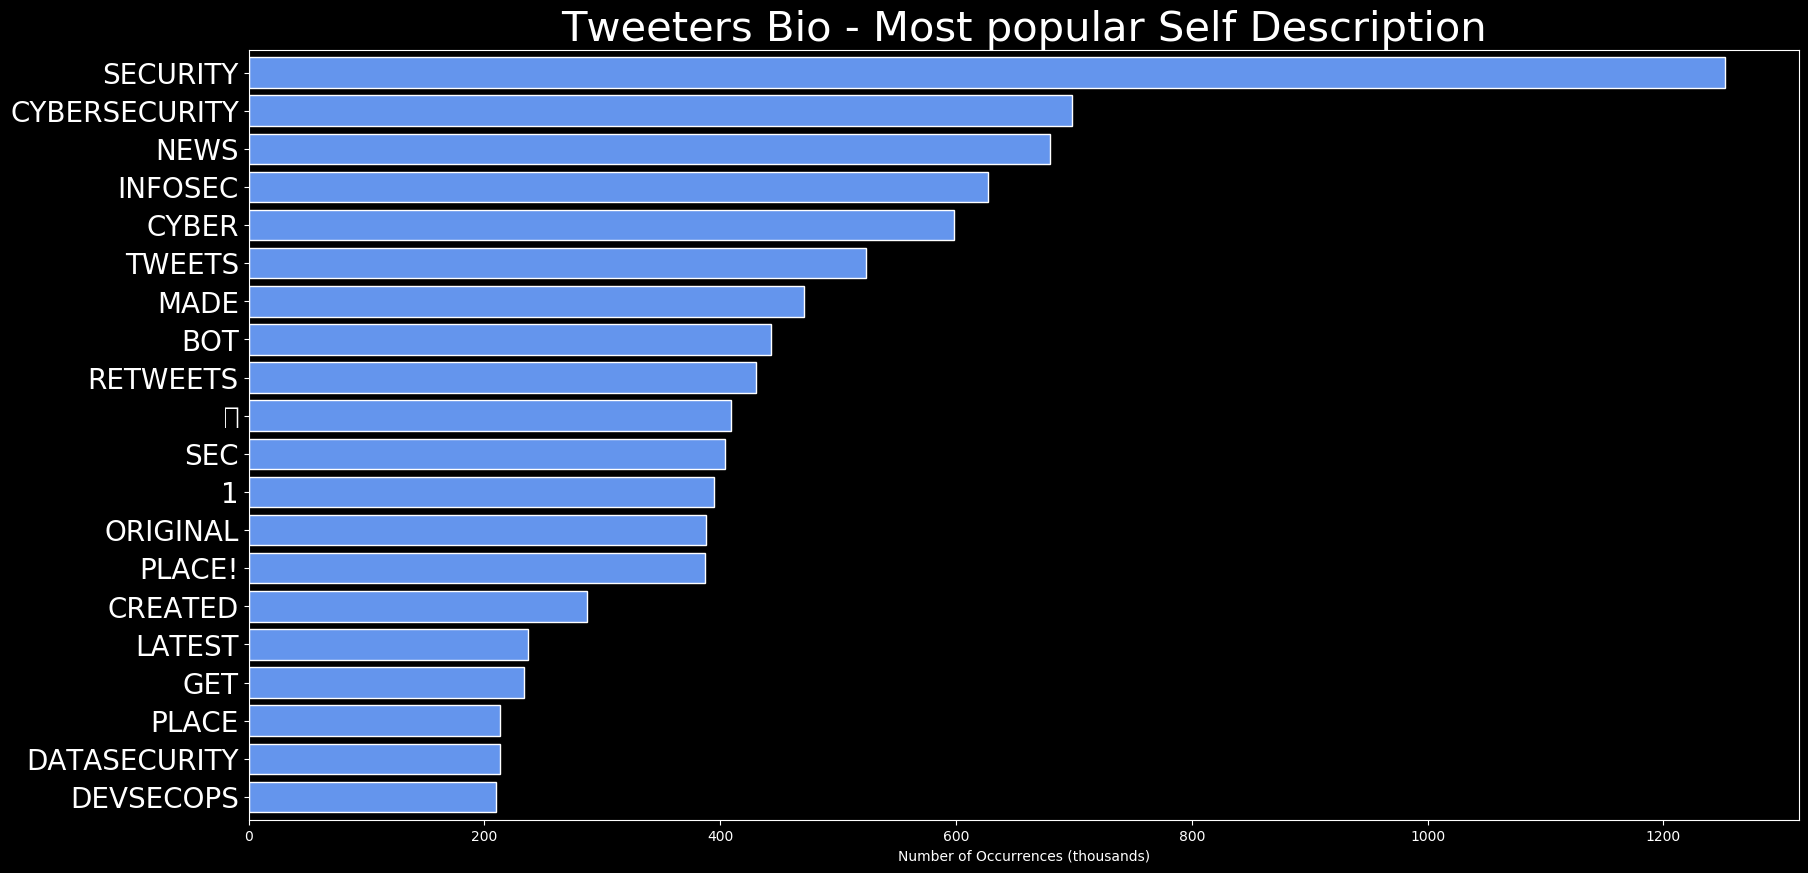 Tweeters Bio - Most popular Self Description
SECURITY
CYBERSECURITY
NEWS
INFOSEC
CYBER
TWEETS
MADE
BOT
RETWEETS
SEC
1
ORIGINAL
PLACE!
CREATED
LATEST
GET
PLACE
DATASECURITY
DEVSECOPS
0 200 400 600 800 1000 1200
Number of Occurrences (thousands)